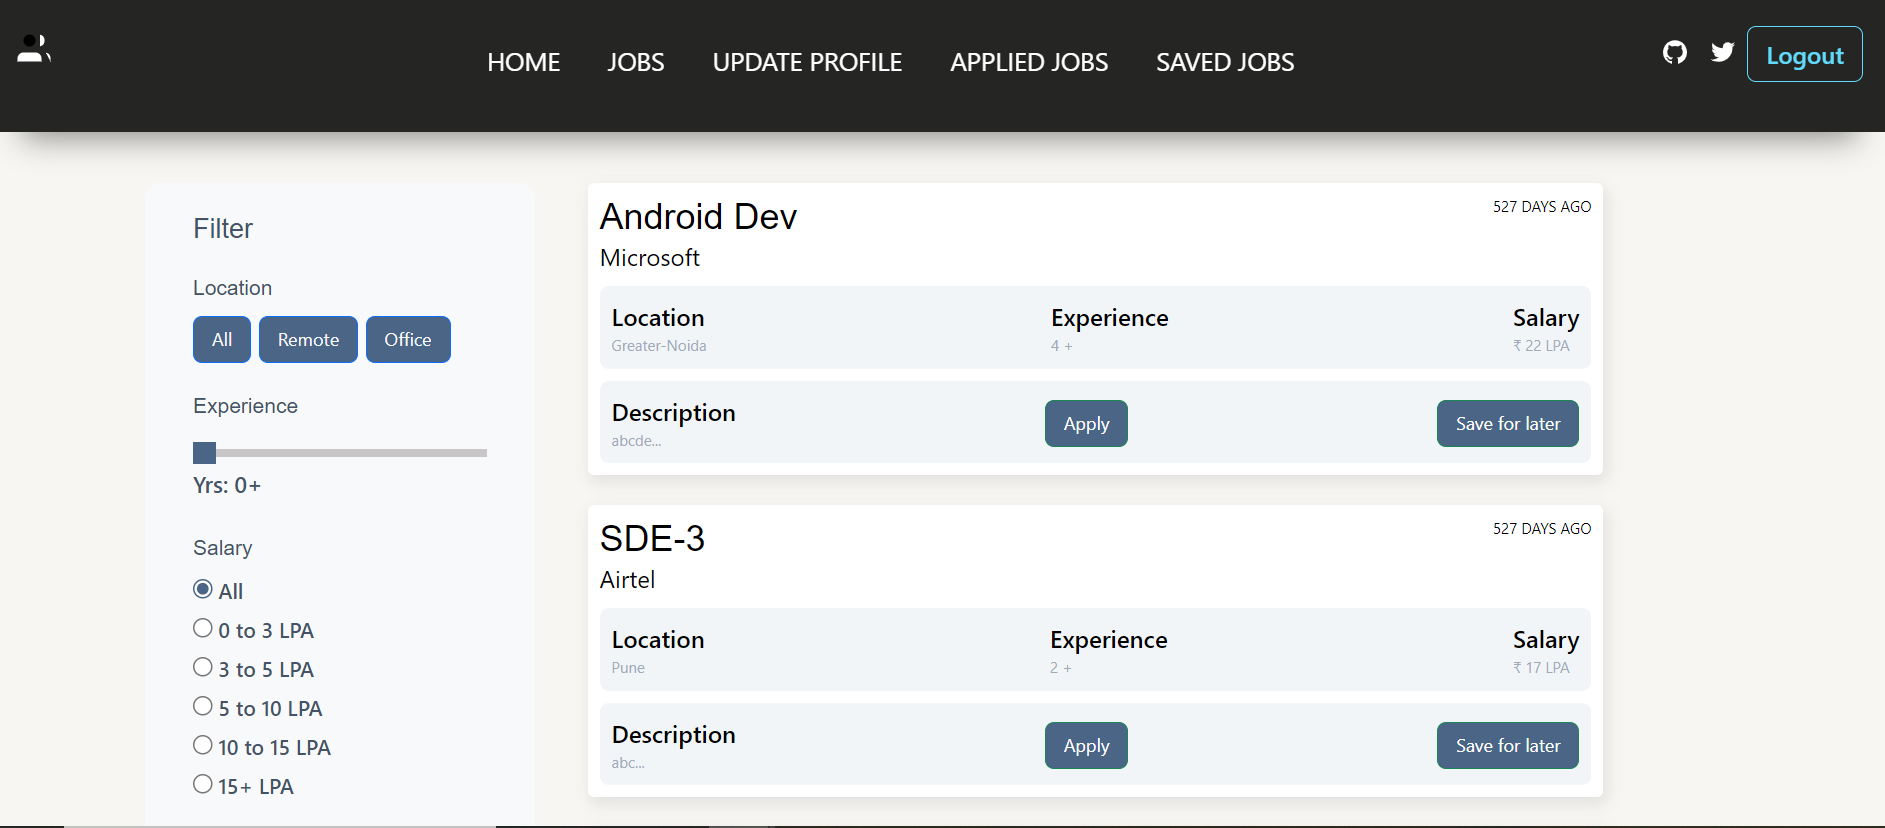 HOME JOBS UPDATE PROFILE APPLIED JOBS SAVED JOBS Logout
Filter
Location
All Remote Office
Experience
Yrs: 0+
Salary
All
0 to 3 LPA
3 to 5 LPA
5 to 10 LPA
10 to 15 LPA
15+ LPA
Android Dev 527 DAYS AGO
Microsoft
Location Experience Salary
Greater-Noida 4 + ₹ 22 LPA
Description Apply Save for later
abcde...
SDE-3 527 DAYS AGO
Airtel
Location Experience Salary
Pune 2 + ₹ 17 LPA
Description Apply Save for later
abc...